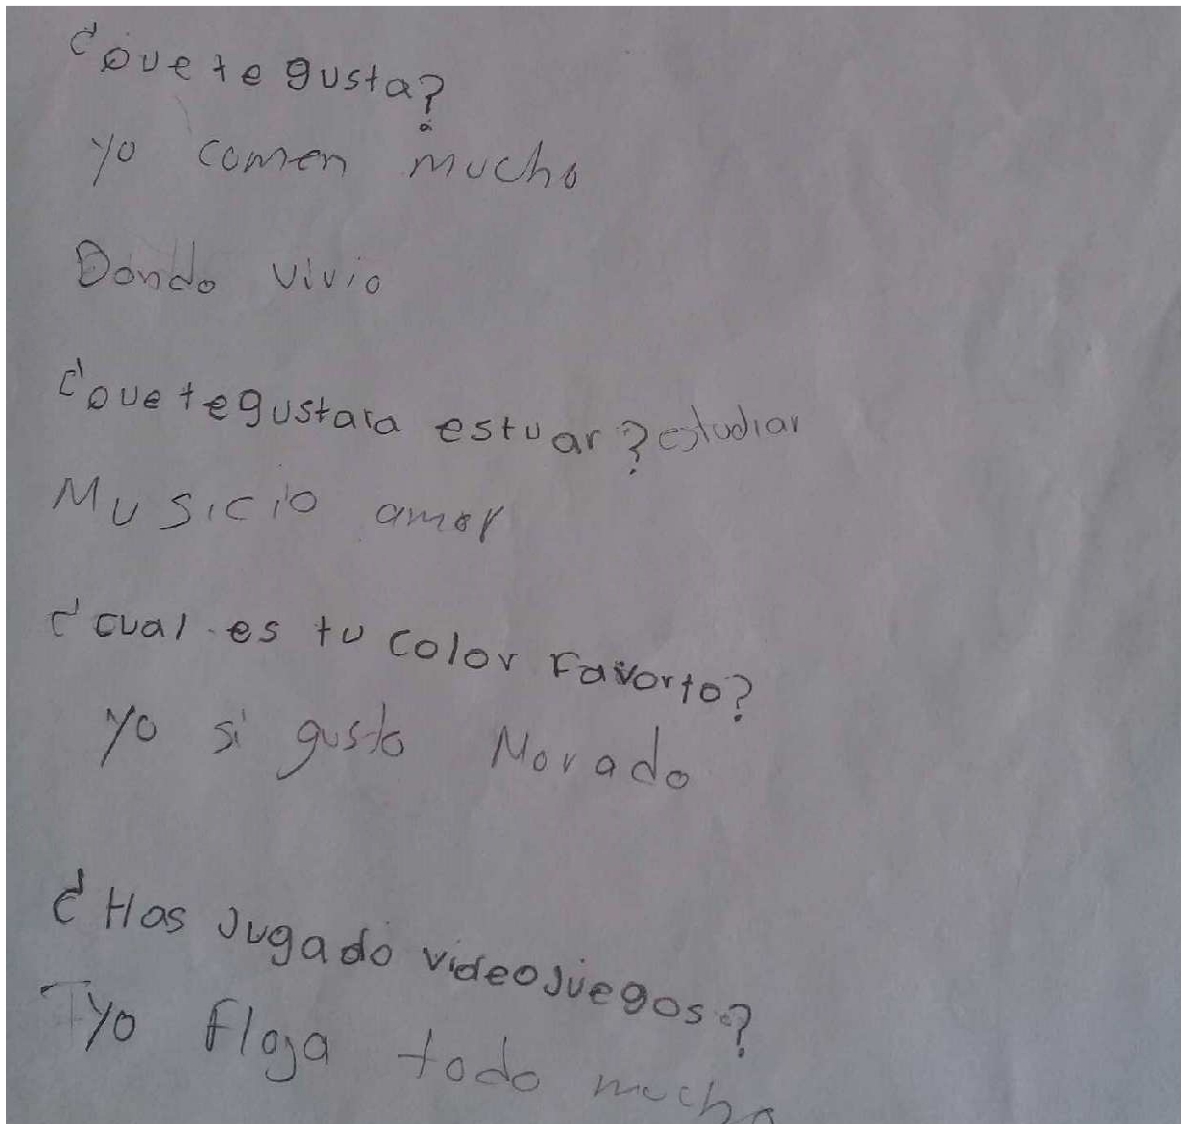 ¿Que te gusta?
Yo comen mucho
Dondo vivio
¿Que te gustara estuar? estudiar
Musicio amor
¿cual es tu color Favorto?
yo si gusto Morado
¿Has Jugado videojuegos?
yo floja todo mucho